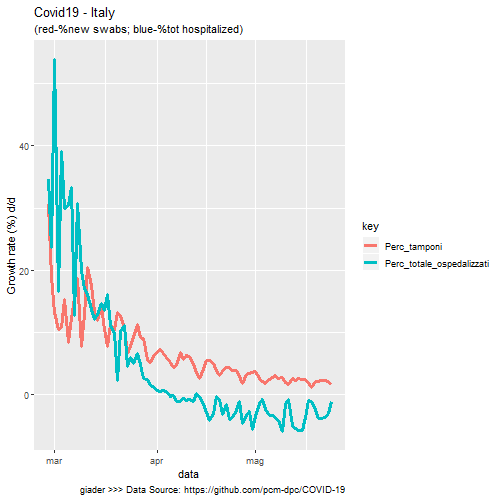 Covid19 - Italy
(red-%new swabs; blue-%tot hospitalized)
Growth rate (%) d/d
40
20
0
mar
apr
mag
data
key
Perc_tamponi
Perc_totale_ospedalizzati
giader >>> Data Source: https://github.com/pcm-dpc/COVID-19